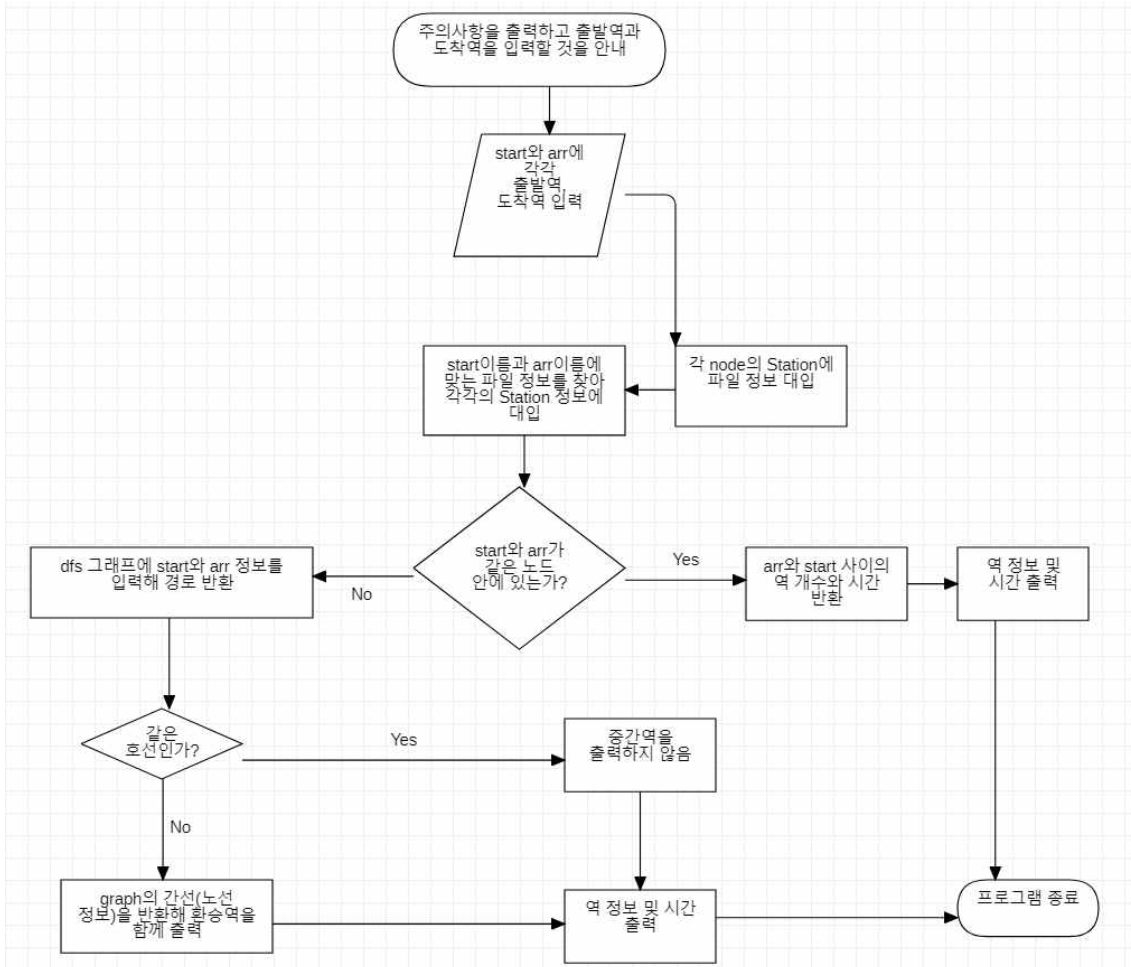 주의사항을 출력하고 출발역과
도착역을 입력할 것을 안내
start와 arr에
각각
출발역,
도착역 입력
start이름과 arr이름에
맞는 파일 정보를 찾아
각각의 Station 정보에
대입
각 node의 Station에
파일 정보 대입
start와 arr가
같은 노드
안에 있는가?
dfs 그래프에 start와 arr 정보를
입력해 경로 반환
No
Yes
arr와 start 사이의
역 개수와 시간
반환
역 정보 및
시간 출력
같은
호선인가?
Yes
중간역을
출력하지 않음
No
graph의 간선(노선
정보)을 반환해 환승역을
함께 출력
역 정보 및 시간
출력
프로그램 종료